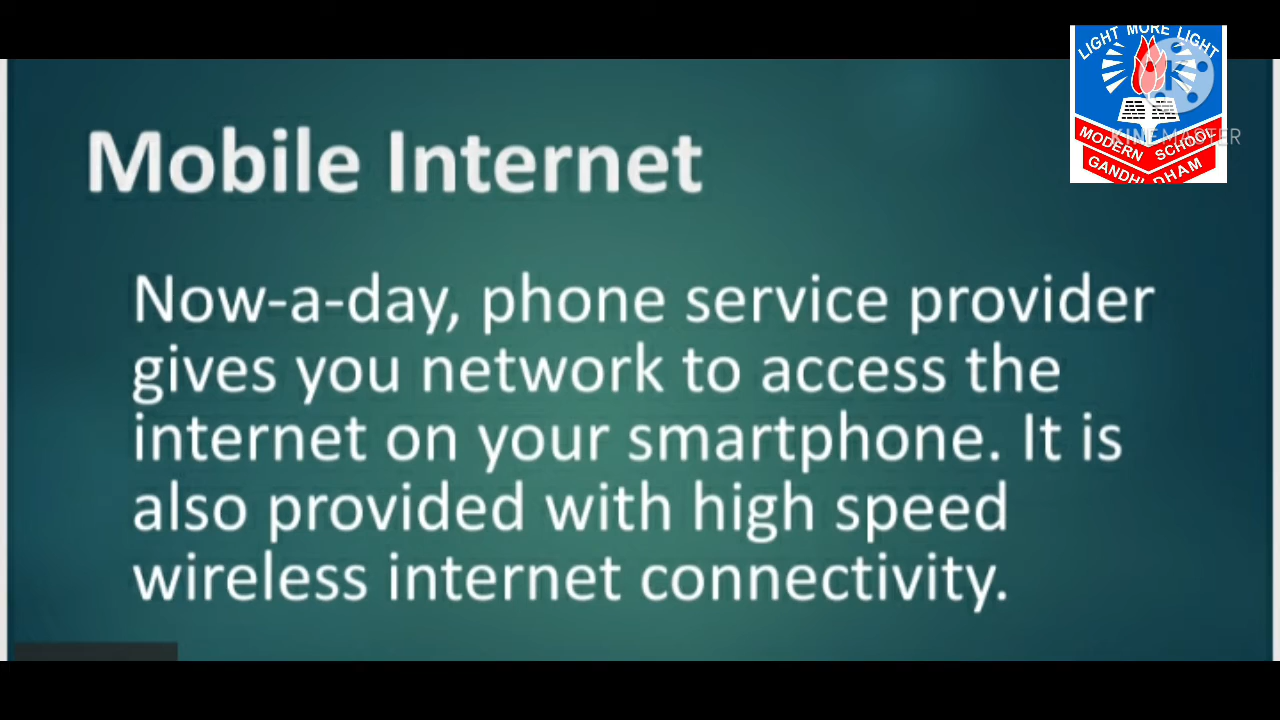 LIGHT MORE LIGHT
KINEMASTER
MODERN SCHOOL
GANDHIDHAM
Mobile Internet
Now-a-day, phone service provider
gives you network to access the
internet on your smartphone. It is
also provided with high speed
wireless internet connectivity.